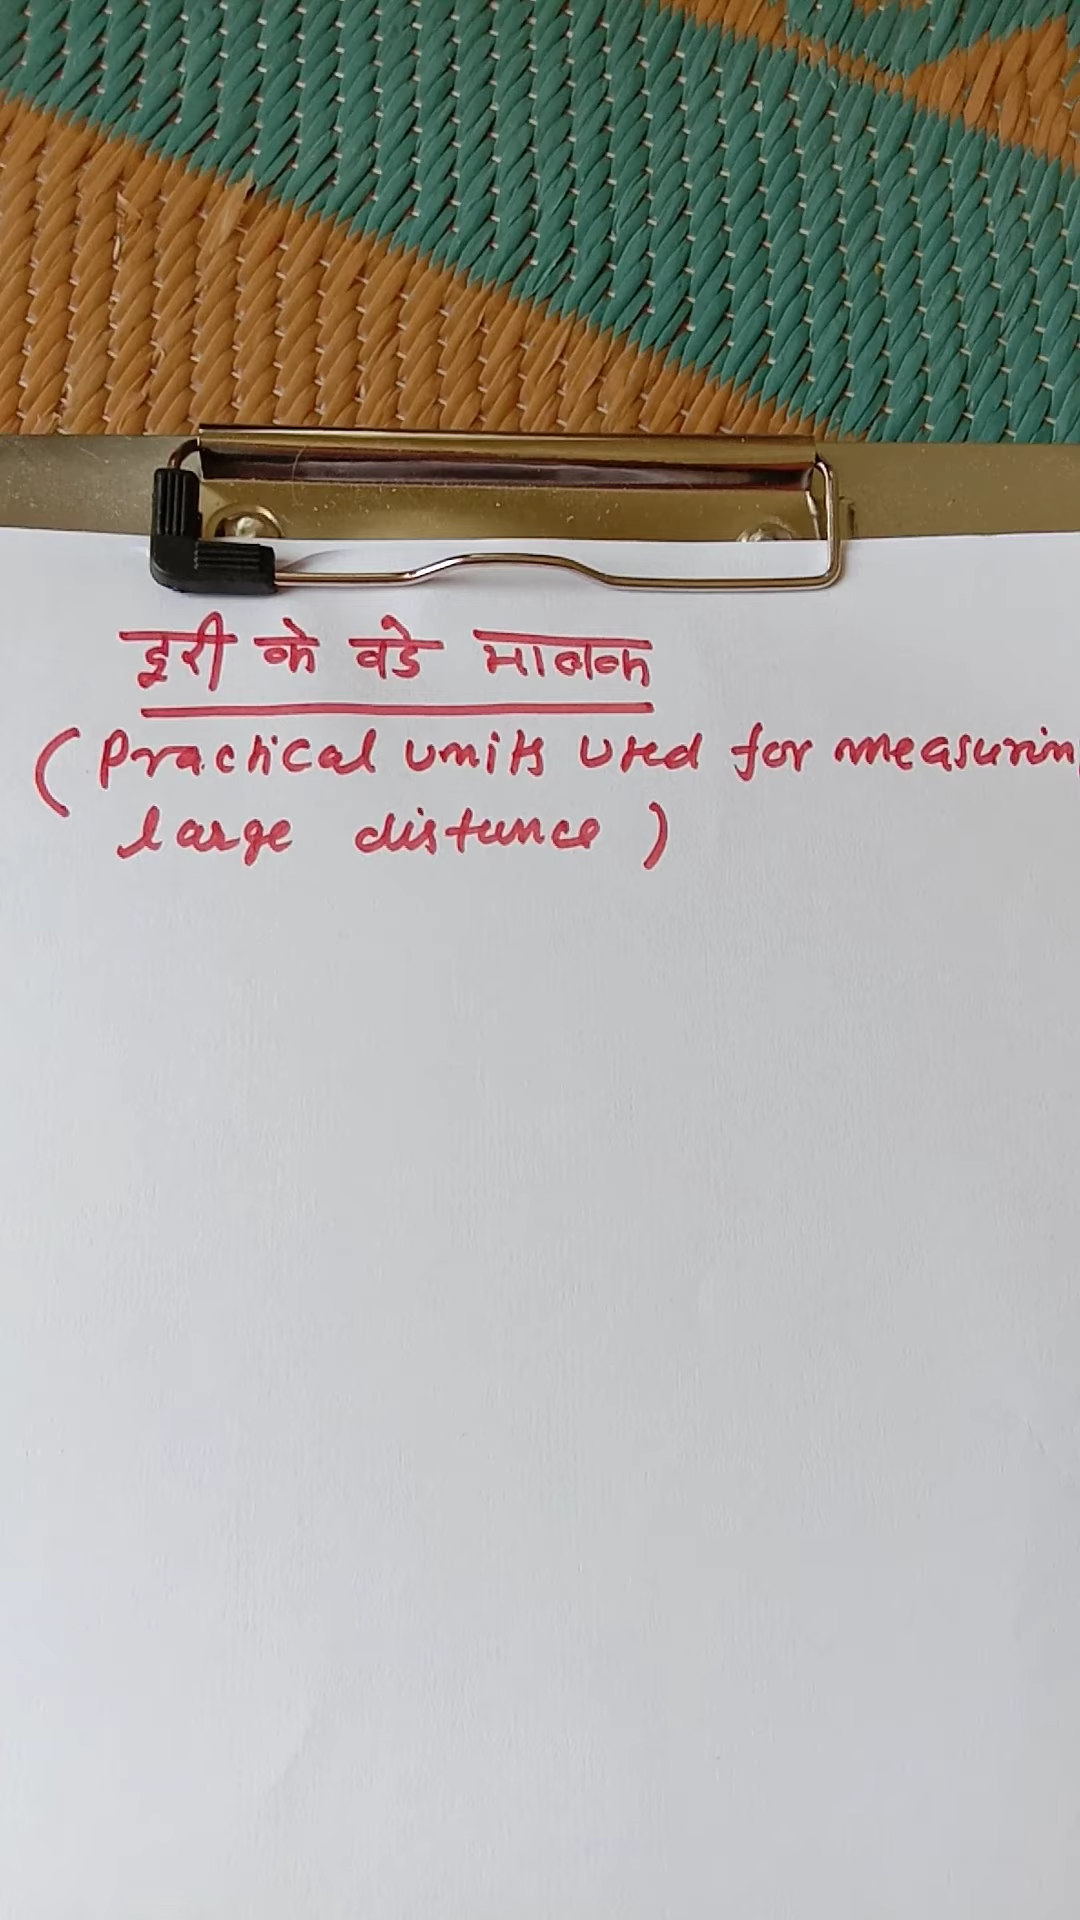 दूरी के बडे मात्रक
(Practical units used for measurin
large distance)